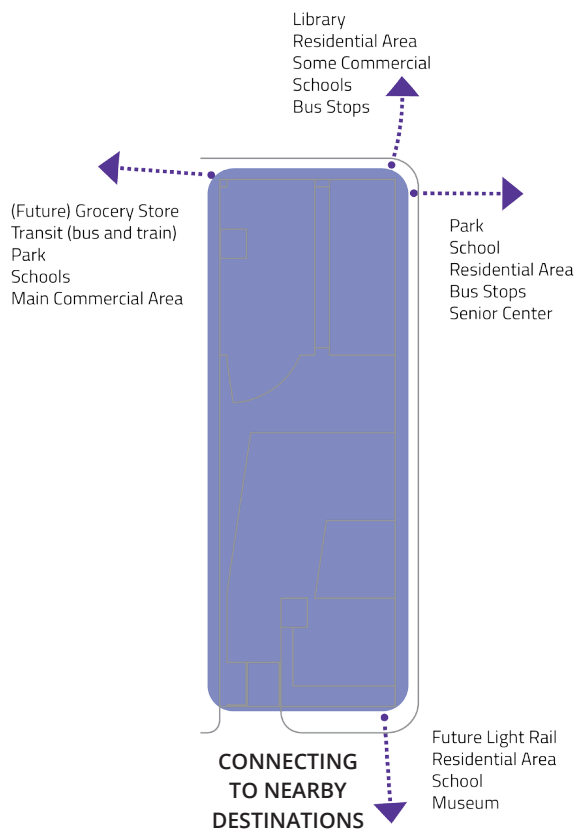 Library
Residential Area
Some Commercial
Schools
Bus Stops
(Future) Grocery Store
Transit (bus and train)
Park
Schools
Main Commercial Area
Park
School
Residential Area
Bus Stops
Senior Center
Future Light Rail
Residential Area
School
Museum
CONNECTING
TO NEARBY
DESTINATIONS